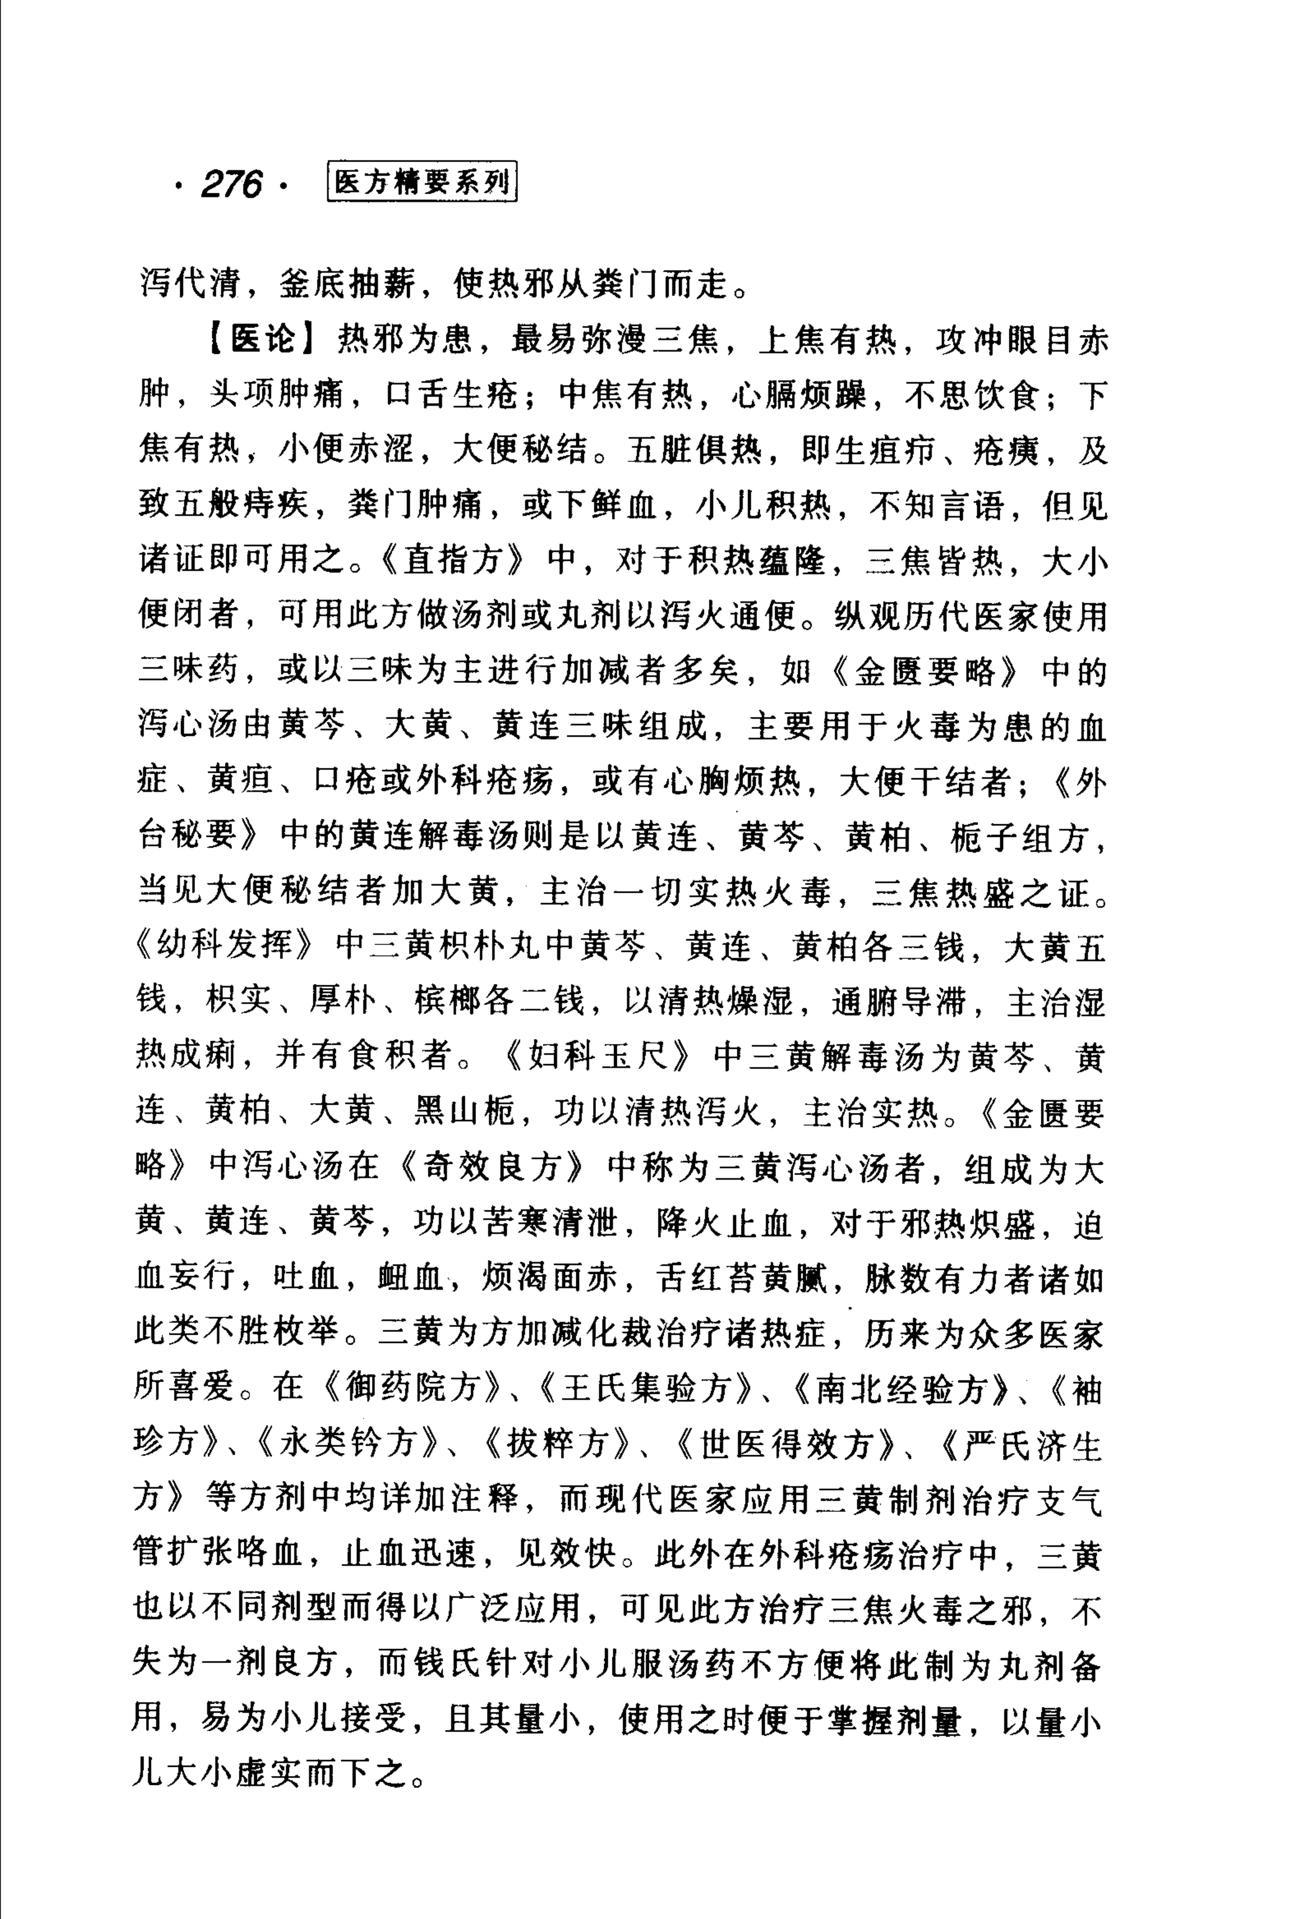 ·276· 医方精要系列
泻代清，釜底抽薪，使热邪从粪门而走。
【医论】热邪为患，最易弥漫三焦，上焦有热，攻冲眼目赤
肿，头项肿痛，口舌生疮；中焦有热，心膈烦躁，不思饮食；下
焦有热，小便赤涩，大便秘结。五脏俱热，即生疽疖、疮痍，及
致五般痔疾，粪门肿痛，或下鲜血，小儿积热，不知言语，但见
诸证即可用之。《直指方》中，对于积热蕴隆，三焦皆热，大小
便闭者，可用此方做汤剂或丸剂以泻火通便。纵观历代医家使用
三味药，或以三味为主进行加减者多矣，如《金匮要略》中的
泻心汤由黄芩、大黄、黄连三味组成，主要用于火毒为患的血
症、黄疸、口疮或外科疮疡，或有心胸烦热，大便干结者；《外
台秘要》中的黄连解毒汤则是以黄连、黄芩、黄柏、栀子组方，
当见大便秘结者加大黄，主治一切实热火毒，三焦热盛之证。
《幼科发挥》中三黄枳朴丸中黄芩、黄连、黄柏各三钱，大黄五
钱，枳实、厚朴、槟榔各二钱，以清热燥湿，通腑导滞，主治湿
热成痢，并有食积者。《妇科玉尺》中三黄解毒汤为黄芩、黄
连、黄柏、大黄、黑山栀，功以清热泻火，主治实热。《金匮要
略》中泻心汤在《奇效良方》中称为三黄泻心汤者，组成为大
黄、黄连、黄芩，功以苦寒清泄，降火止血，对于邪热炽盛，迫
血妄行，吐血，衄血，烦渴面赤，舌红苔黄腻，脉数有力者诸如
此类不胜枚举。三黄为方加减化裁治疗诸热症，历来为众多医家
所喜爱。在《御药院方》、《王氏集验方》、《南北经验方》、《袖
珍方》、《永类钤方》、《拔粹方》、《世医得效方》、《严氏济生
方》等方剂中均详加注释，而现代医家应用三黄制剂治疗支气
管扩张咯血，止血迅速，见效快。此外在外科疮疡治疗中，三黄
也以不同剂型而得以广泛应用，可见此方治疗三焦火毒之邪，不
失为一剂良方，而钱氏针对小儿服汤药不方便将此制为丸剂备
用，易为小儿接受，且其量小，使用之时便于掌握剂量，以量小
儿大小虚实而下之。